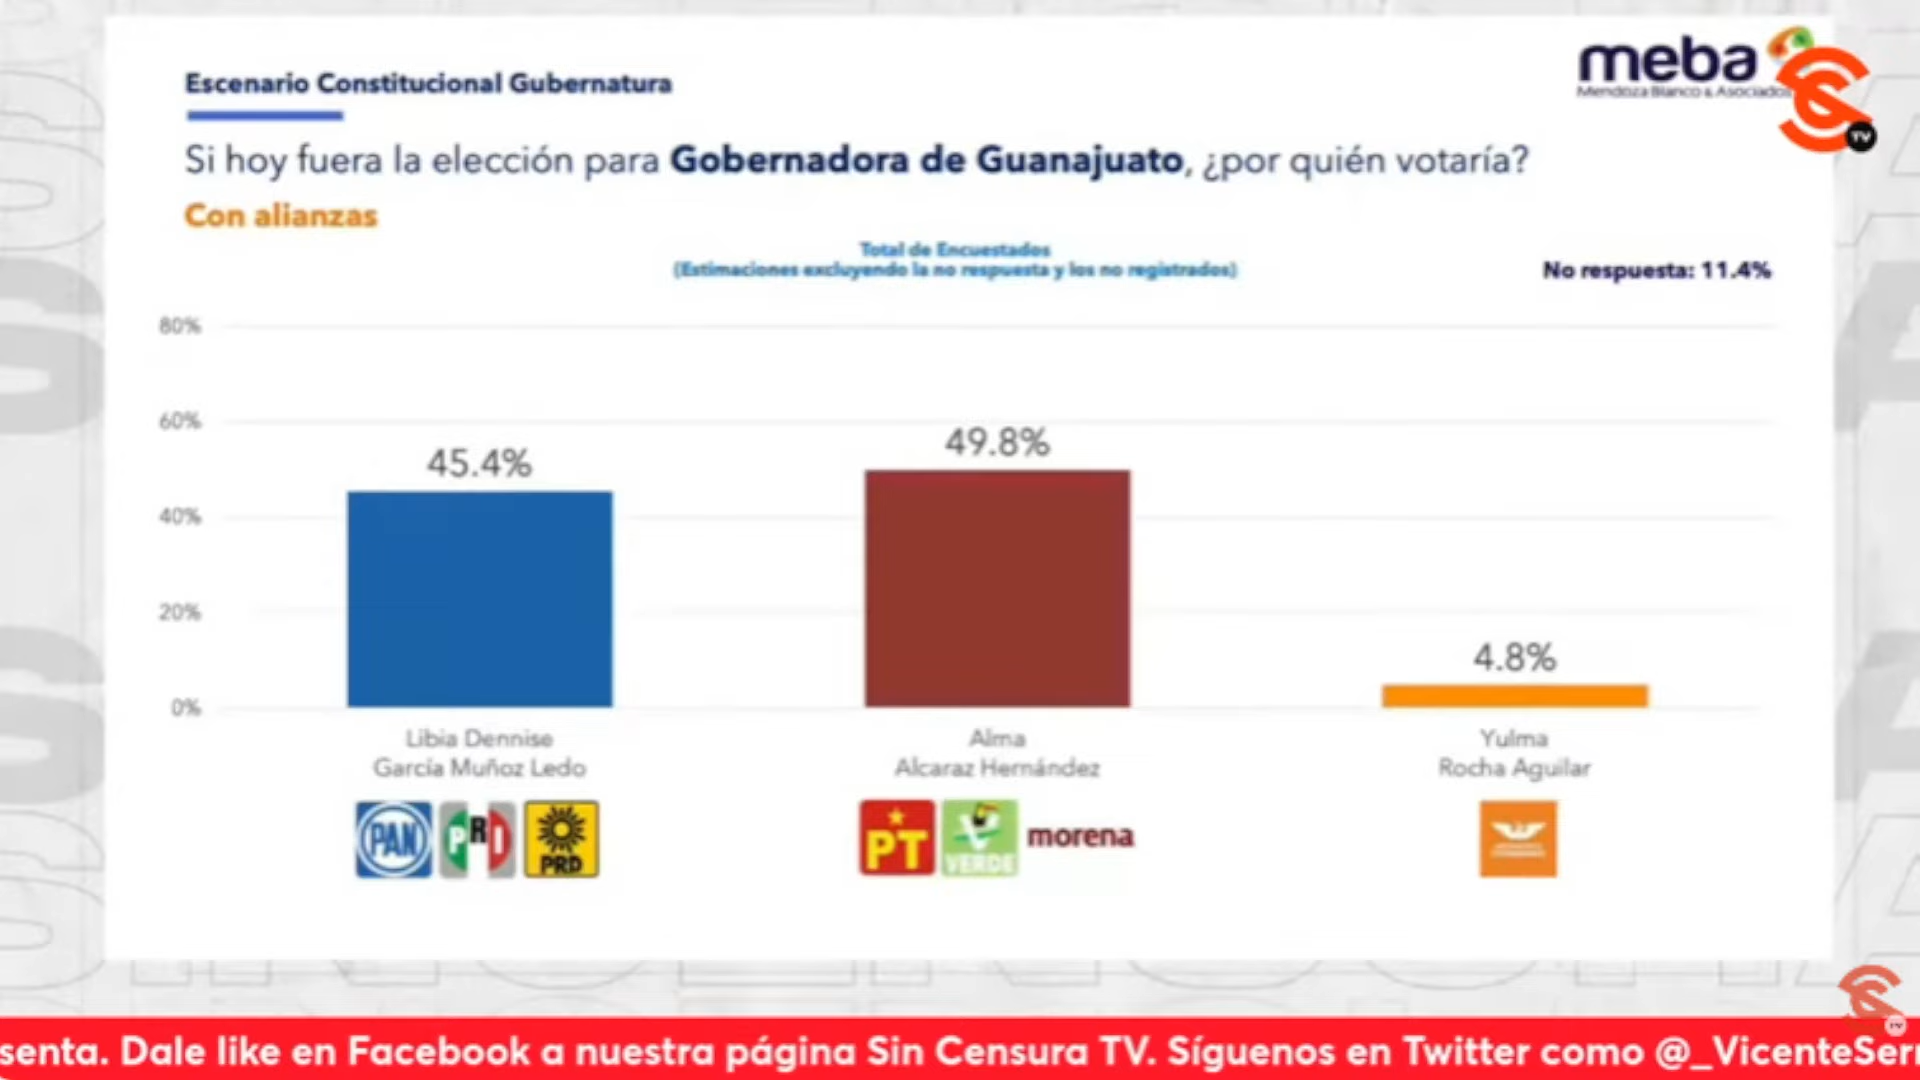 Escenario Constitucional Gubernatura
meba
Mendoza Blanco & Asociados
TV
Si hoy fuera la elección para Gobernadora de Guanajuato, ¿por quién votaría?
Con alianzas
Total de Encuestados
(Estimaciones excluyendo la no respuesta y los no registrados)
No respuesta: 11.4%
80%
60%
40%
20%
0%
45.4%
49.8%
4.8%
Libia Dennise
García Muñoz Ledo
Alma
Alcaraz Hernández
Yulma
Rocha Aguilar
PAN
PRI
PRD
PT
VERDE
morena
TV
senta. Dale like en Facebook a nuestra página Sin Censura TV. Síguenos en Twitter como @_VicenteSerr